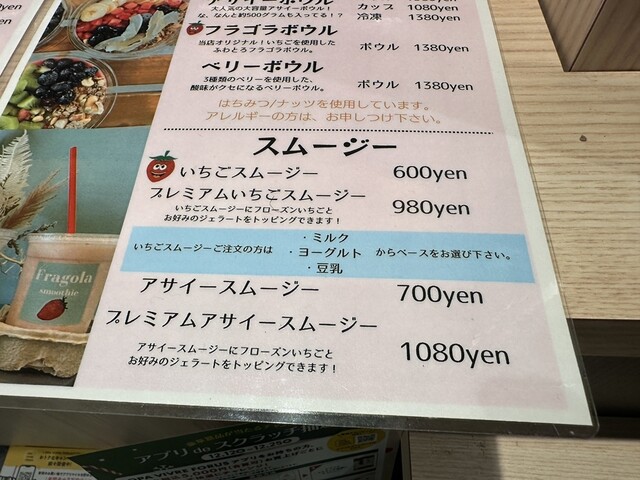 アサイーボウル
大人気の大容量アサイーボウル！
な、なんと約500グラムも入ってる！？
カップ 1080yen
冷凍 1380yen
フラゴラボウル
当店オリジナル！いちごを使用した
ふわとろフラゴラボウル。
ボウル 1380yen
ベリーボウル
3種類のベリーを使用した、
酸味がクセになるベリーボウル。
ボウル 1380yen
はちみつ/ナッツを使用しています。
アレルギーの方は、お申しつけ下さい。
スムージー
いちごスムージー 600yen
プレミアムいちごスムージー 980yen
いちごスムージーにフローズンいちごと
お好みのジェラートをトッピングできます！
いちごスムージーご注文の方は
・ミルク
・ヨーグルト
・豆乳
からベースをお選び下さい。
アサイースムージー 700yen
プレミアムアサイースムージー 1080yen
アサイースムージーにフローズンいちごと
お好みのジェラートをトッピングできます！
Fragola
smoothie